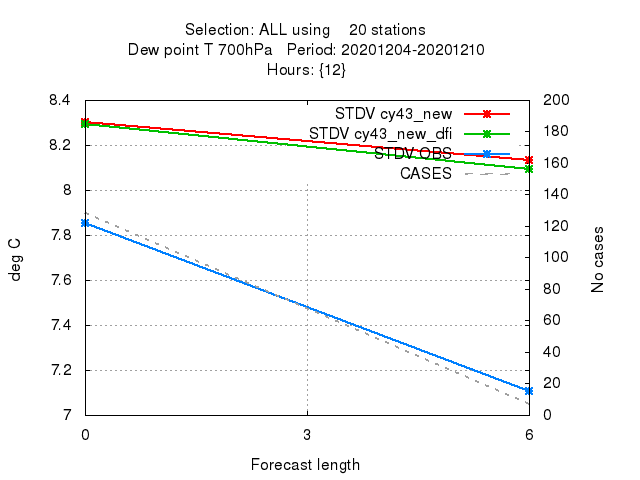 Selection: ALL using 20 stations
Dew point T 700hPa Period: 20201204-20201210
Hours: {12}
8.4
8.2
8
7.8
7.6
7.4
7.2
7
200
180
160
140
120
100
80
60
40
20
0
STDV cy43_new
STDV cy43_new_dfi
STDV OBS
CASES
deg C
No cases
0
3
6
Forecast length